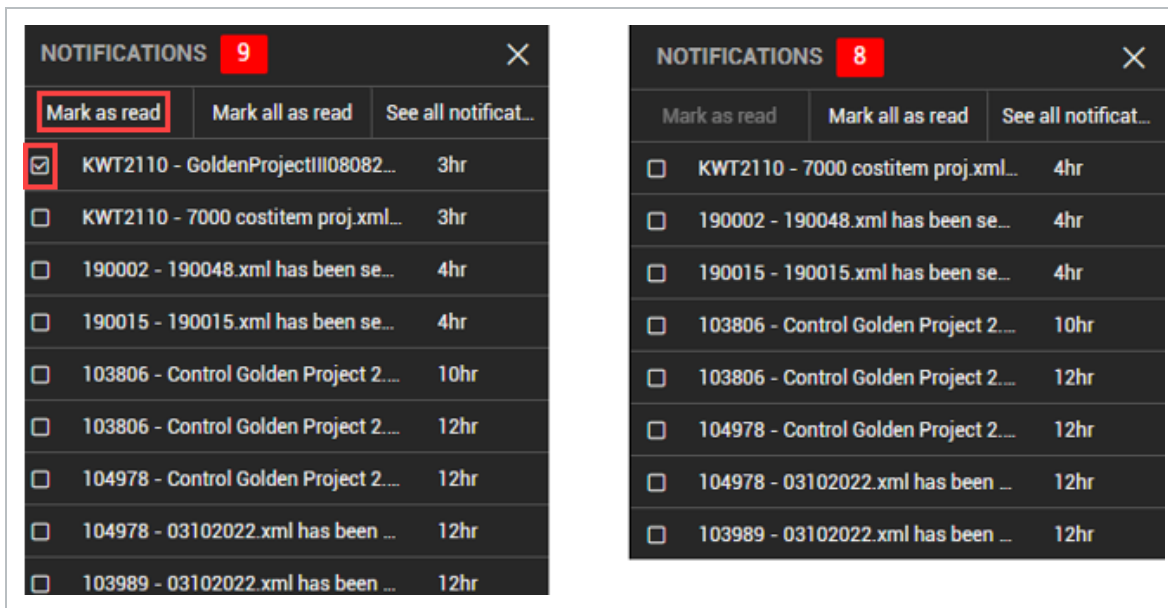 NOTIFICATIONS 9
Mark as read Mark all as read See all notificat...
KWT2110 - GoldenProjectIII08082... 3hr
KWT2110 - 7000 costitem proj.xml... 3hr
190002 - 190048.xml has been se... 4hr
190015 - 190015.xml has been se... 4hr
103806 - Control Golden Project 2.... 10hr
103806 - Control Golden Project 2.... 12hr
104978 - Control Golden Project 2.... 12hr
104978 - 03102022.xml has been ... 12hr
103989 - 03102022.xml has been ... 12hr
NOTIFICATIONS 8
Mark as read Mark all as read See all notificat...
KWT2110 - 7000 costitem proj.xml... 4hr
190002 - 190048.xml has been se... 4hr
190015 - 190015.xml has been se... 4hr
103806 - Control Golden Project 2.... 10hr
103806 - Control Golden Project 2.... 12hr
104978 - Control Golden Project 2.... 12hr
104978 - 03102022.xml has been ... 12hr
103989 - 03102022.xml has been ... 12hr